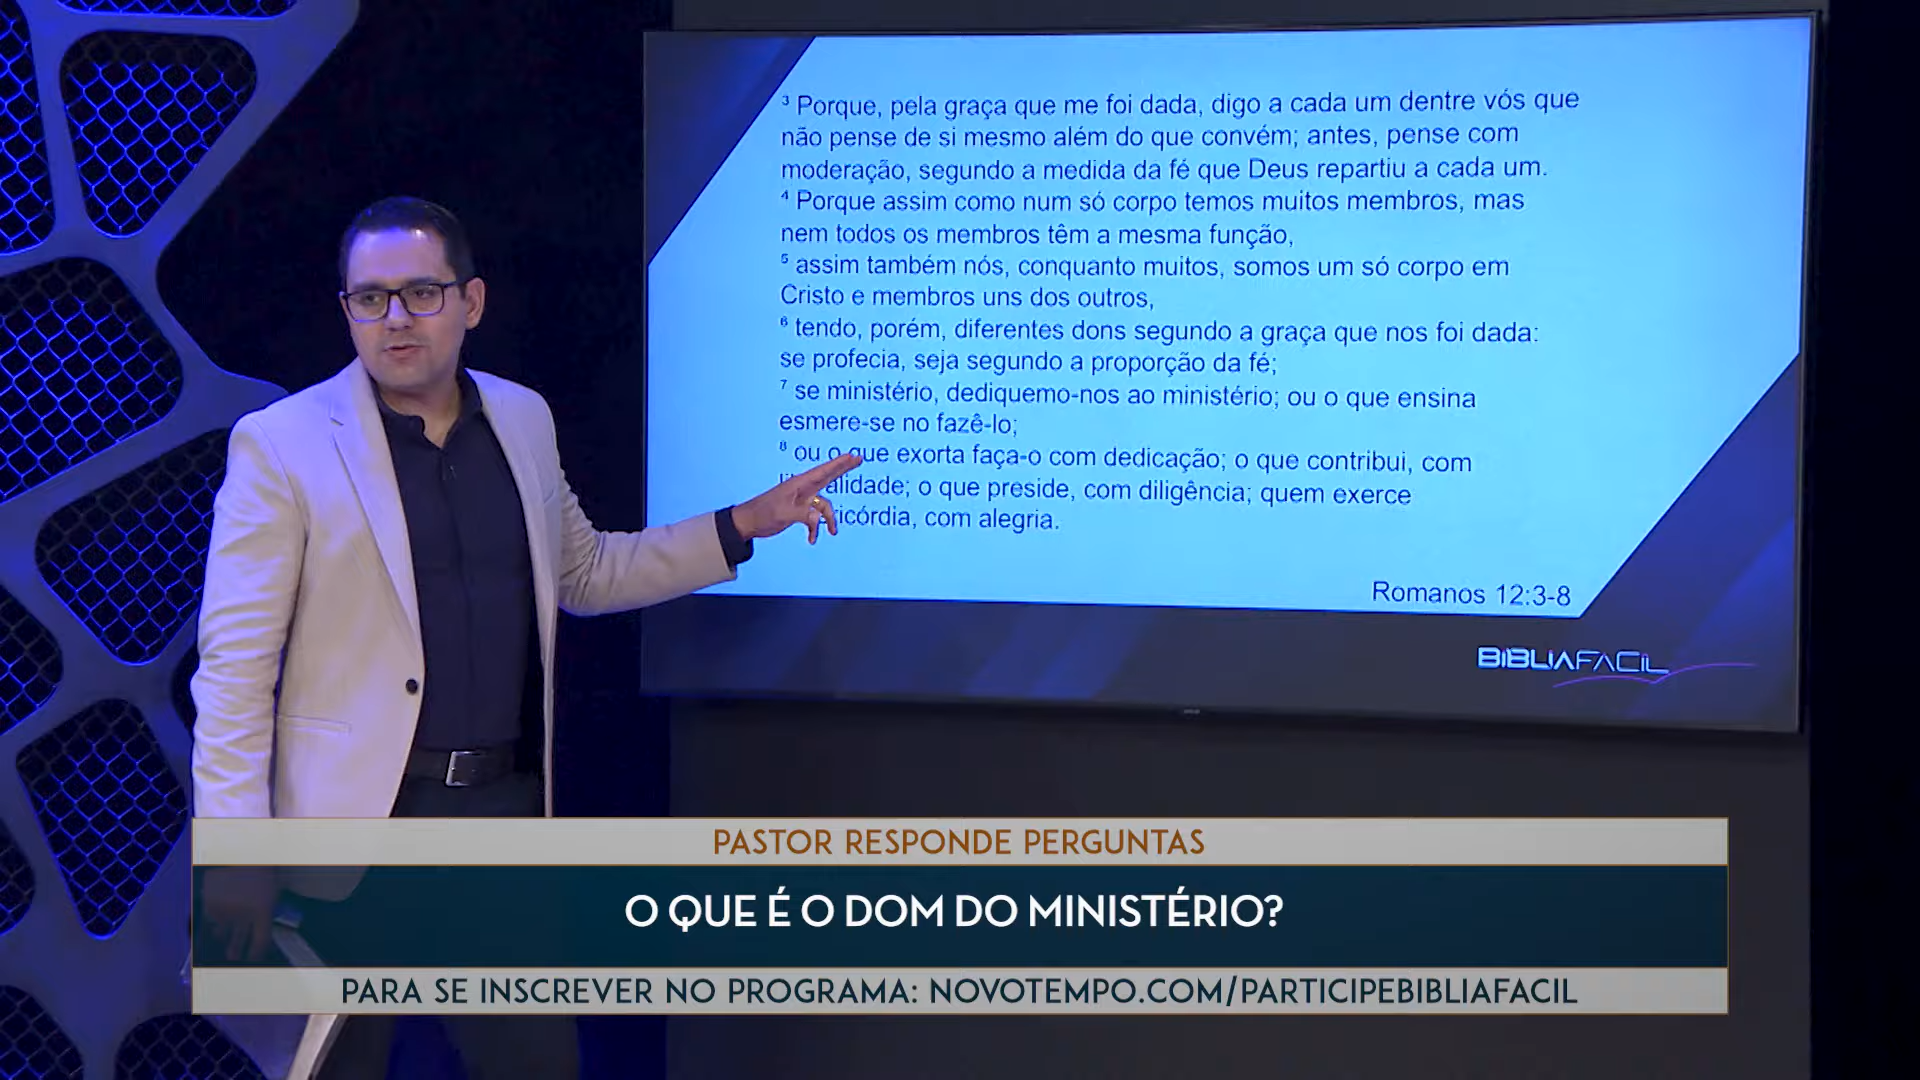 ³ Porque, pela graça que me foi dada, digo a cada um dentre vós que
não pense de si mesmo além do que convém; antes, pense com
moderação, segundo a medida da fé que Deus repartiu a cada um.
⁴ Porque assim como num só corpo temos muitos membros, mas
nem todos os membros têm a mesma função,
⁵ assim também nós, conquanto muitos, somos um só corpo em
Cristo e membros uns dos outros,
⁶ tendo, porém, diferentes dons segundo a graça que nos foi dada:
se profecia, seja segundo a proporção da fé;
⁷ se ministério, dediquemo-nos ao ministério; ou o que ensina
esmere-se no fazê-lo;
⁸ ou o que exorta faça-o com dedicação; o que contribui, com
o que preside, com diligência; quem exerce
com alegria.
Romanos 12:3-8
BIBLIAFACIL
PASTOR RESPONDE PERGUNTAS
O QUE É O DOM DO MINISTÉRIO?
PARA SE INSCREVER NO PROGRAMA: NOVOTEMPO.COM/PARTICIPEBIBLIAFACIL